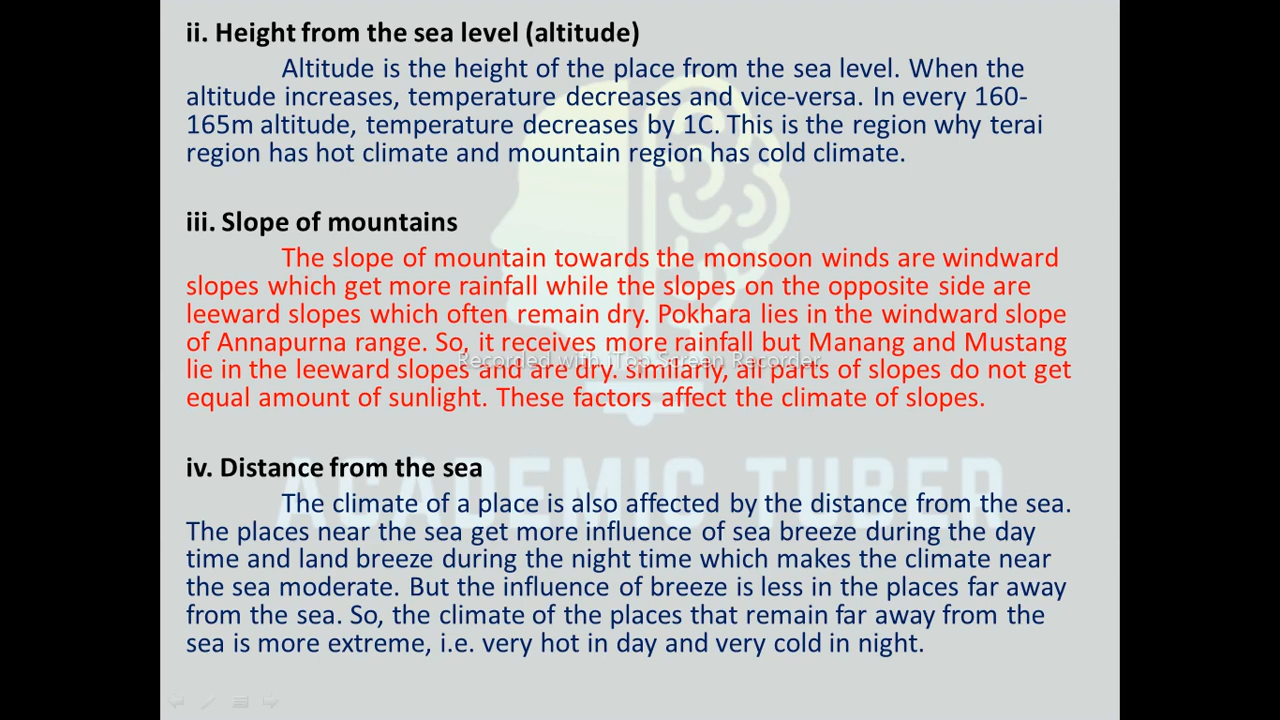 ii. Height from the sea level (altitude)
Altitude is the height of the place from the sea level. When the
altitude increases, temperature decreases and vice-versa. In every 160-
165m altitude, temperature decreases by 1C. This is the region why terai
region has hot climate and mountain region has cold climate.
iii. Slope of mountains
The slope of mountain towards the monsoon winds are windward
slopes which get more rainfall while the slopes on the opposite side are
leeward slopes which often remain dry. Pokhara lies in the windward slope
of Annapurna range. So, it receives more rainfall but Manang and Mustang
Recorded with iTop Screen Recorder
lie in the leeward slopes and are dry. similarly, all parts of slopes do not get
equal amount of sunlight. These factors affect the climate of slopes.
iv. Distance from the sea
ACADEMIC TUBER
The climate of a place is also affected by the distance from the sea.
The places near the sea get more influence of sea breeze during the day
time and land breeze during the night time which makes the climate near
the sea moderate. But the influence of breeze is less in the places far away
from the sea. So, the climate of the places that remain far away from the
sea is more extreme, i.e. very hot in day and very cold in night.